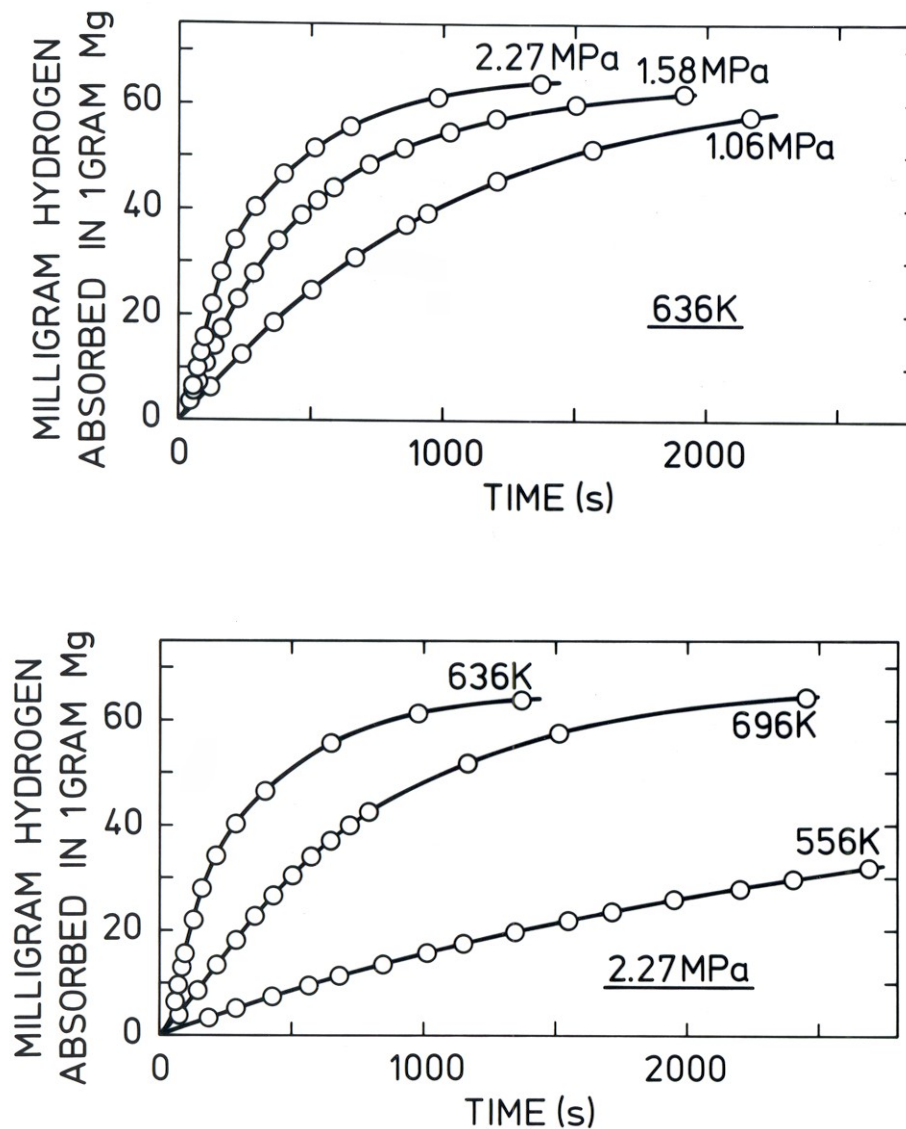 MILLIGRAM HYDROGEN
ABSORBED IN 1GRAM Mg
60
40
20
0
2.27MPa
1.58MPa
1.06MPa
636K
0 1000 2000
TIME (s)
MILLIGRAM HYDROGEN
ABSORBED IN 1GRAM Mg
60
40
20
0
636K
696K
556K
2.27MPa
0 1000 2000
TIME (s)